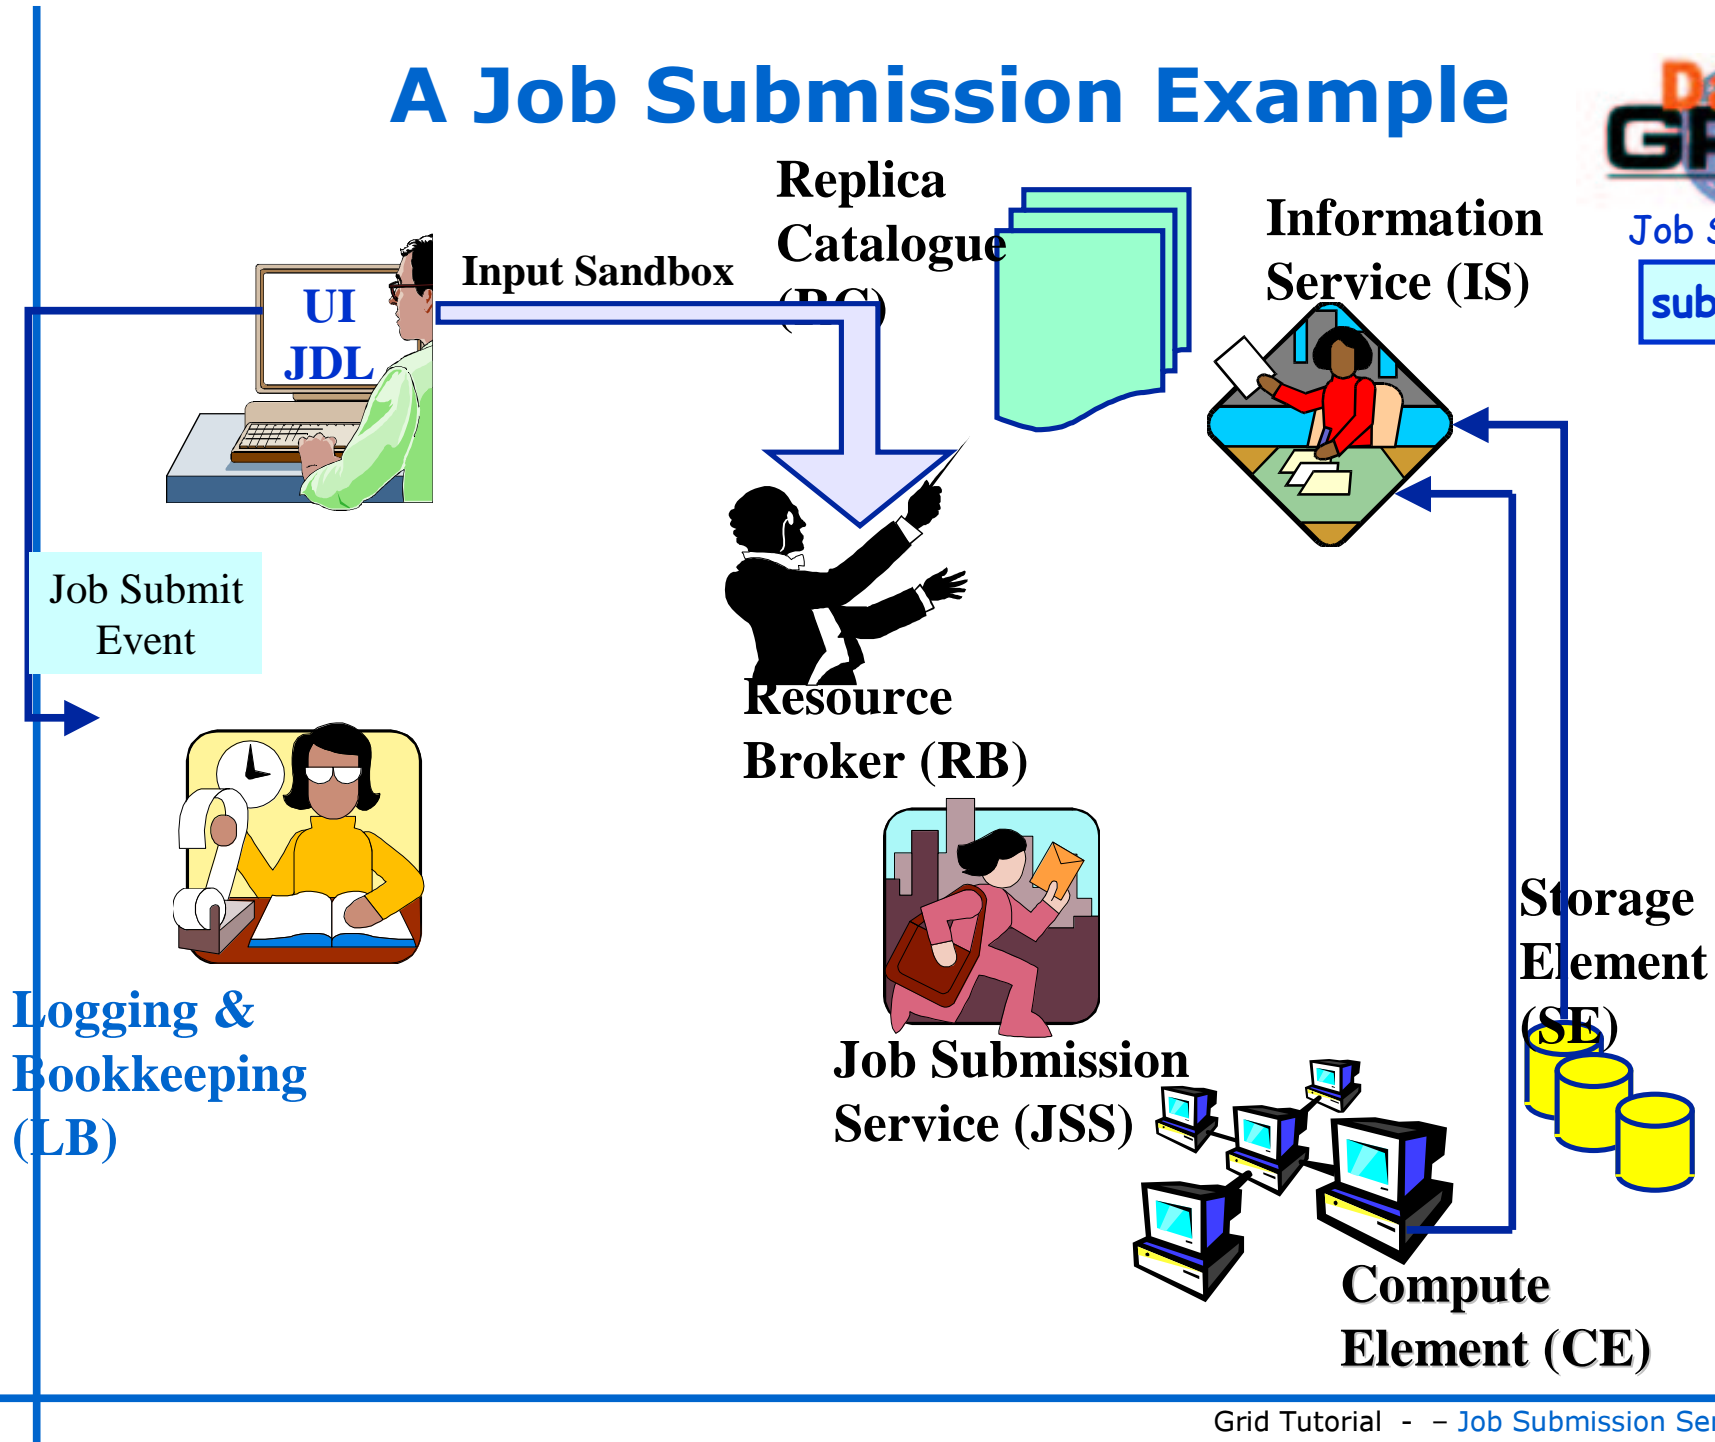 A Job Submission Example
Replica
Catalogue
(RC)
Information
Service (IS)
Input Sandbox
UI
JDL
Job
Job Submit
Event
Resource
Broker (RB)
Storage
Element
(SE)
Logging &
Bookkeeping
(LB)
Job Submission
Service (JSS)
Compute
Element (CE)
Grid Tutorial - – Job Submission